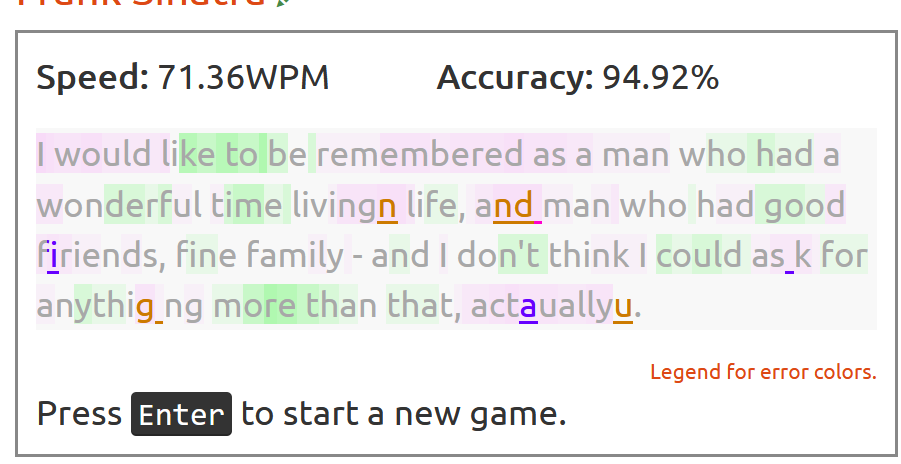 Frank Sinatra
Speed: 71.36WPM Accuracy: 94.92%
I would like to be remembered as a man who had a
wonderful time livingn life, and man who had good
firiends, fine family - and I don't think I could as k for
anythig ng more than that, actauallyu.
Legend for error colors.
Press Enter to start a new game.